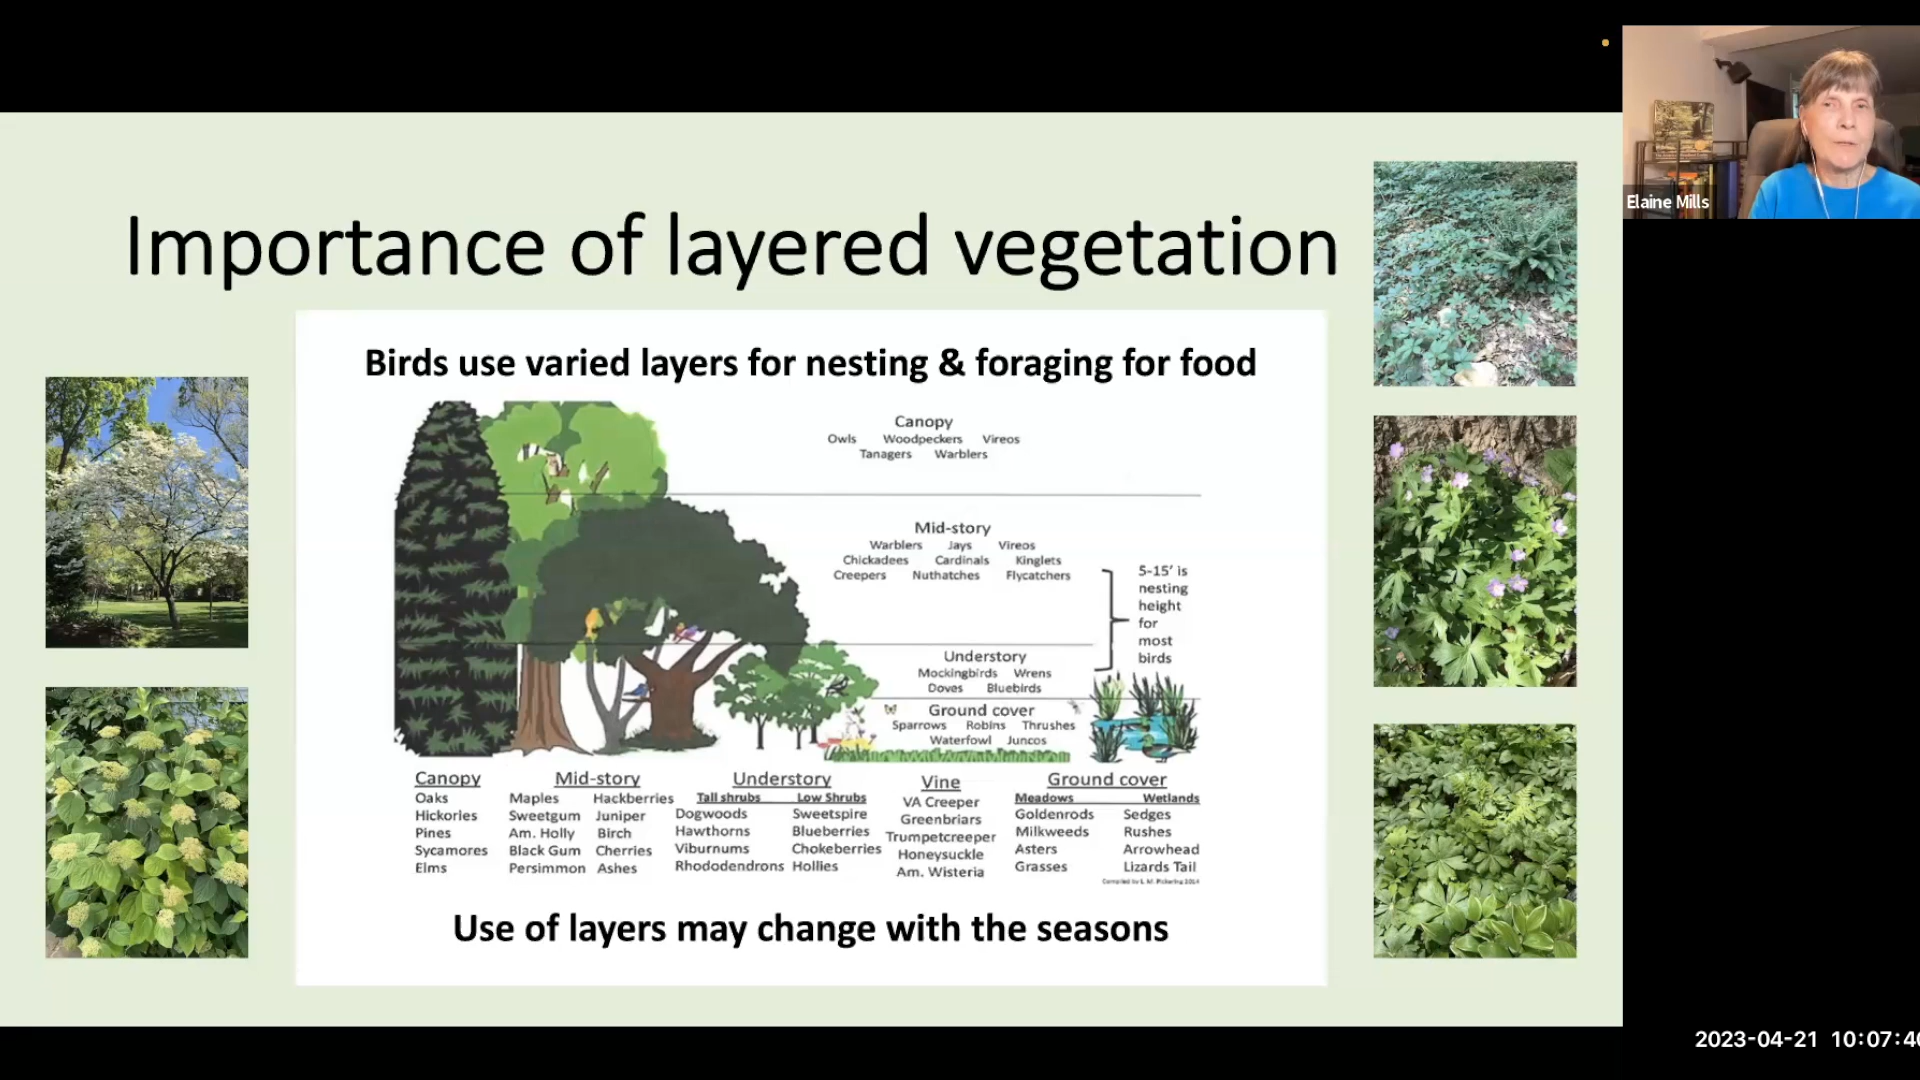 Elaine Mills
Importance of layered vegetation
Birds use varied layers for nesting & foraging for food
Canopy
Owls Woodpeckers Vireos
Tanagers Warblers
Mid-story
Warblers Jays Vireos
Chickadees Cardinals Kinglets
Creepers Nuthatches Flycatchers
5-15' is
nesting
height
for
most
birds
Understory
Mockingbirds Wrens
Doves Bluebirds
Ground cover
Sparrows Robins Thrushes
Waterfowl Juncos
Canopy
Oaks
Hickories
Pines
Sycamores
Elms
Mid-story
Maples Hackberries
Sweetgum Juniper
Am. Holly Birch
Black Gum Cherries
Persimmon Ashes
Understory
Tall shrubs Low Shrubs
Dogwoods Sweetspire
Hawthorns Blueberries
Viburnums Chokeberries
Rhododendrons Hollies
Vine
VA Creeper
Greenbriars
Trumpetcreeper
Honeysuckle
Am. Wisteria
Ground cover
Meadows Wetlands
Goldenrods Sedges
Milkweeds Rushes
Asters Arrowhead
Grasses Lizards Tail
Compiled by L. M. Pickering 2014
Use of layers may change with the seasons
2023-04-21 10:07:40